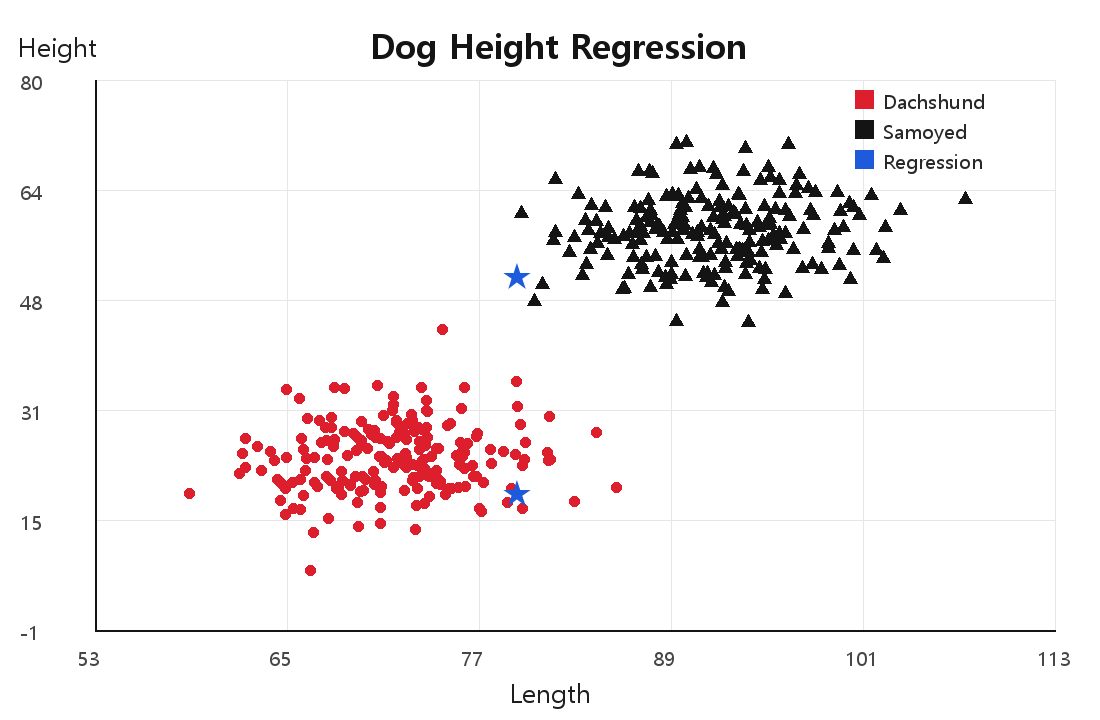 Dog Height Regression
Height
80
64
48
31
15
-1
Dachshund
Samoyed
Regression
53 65 77 89 101 113
Length